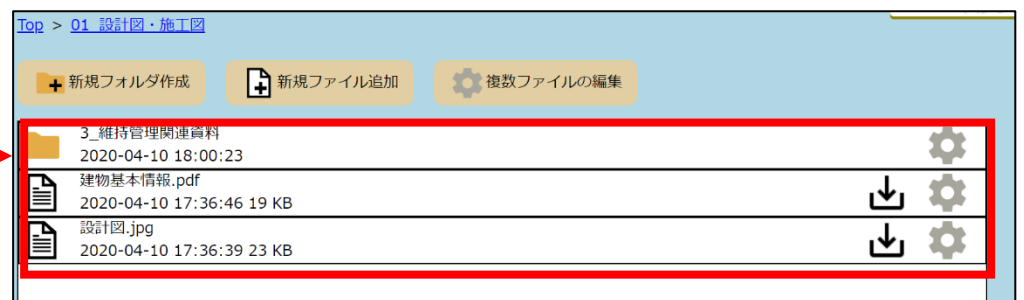 Top > 01_設計図・施工図
新規フォルダ作成 新規ファイル追加 複数ファイルの編集
3_維持管理関連資料
2020-04-10 18:00:23
建物基本情報.pdf
2020-04-10 17:36:46 19 KB
設計図.jpg
2020-04-10 17:36:39 23 KB